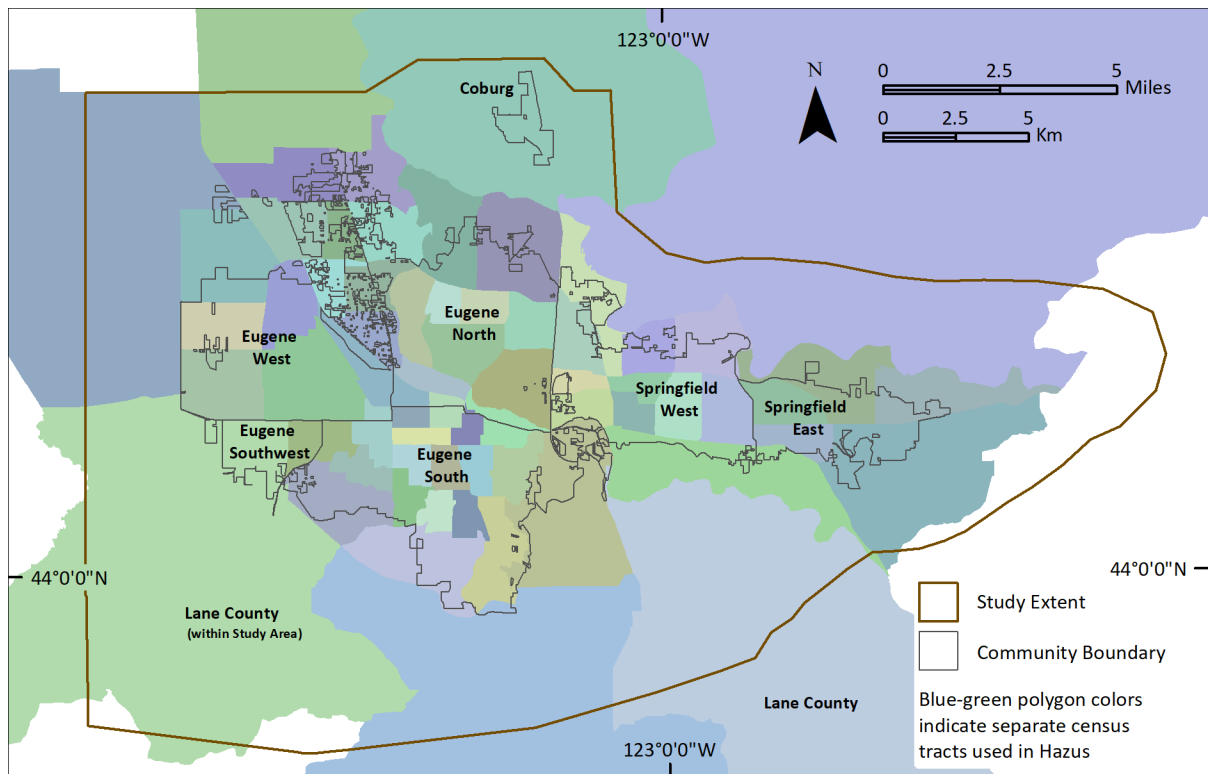 123°0'0"W
N
0 2.5 5
Miles
0 2.5 5
Km
Coburg
Eugene
North
Eugene
West
Springfield
West
Springfield
East
Eugene
Southwest
Eugene
South
44°0'0"N
44°0'0"N
Lane County
(within Study Area)
Lane County
123°0'0"W
Study Extent
Community Boundary
Blue-green polygon colors
indicate separate census
tracts used in Hazus